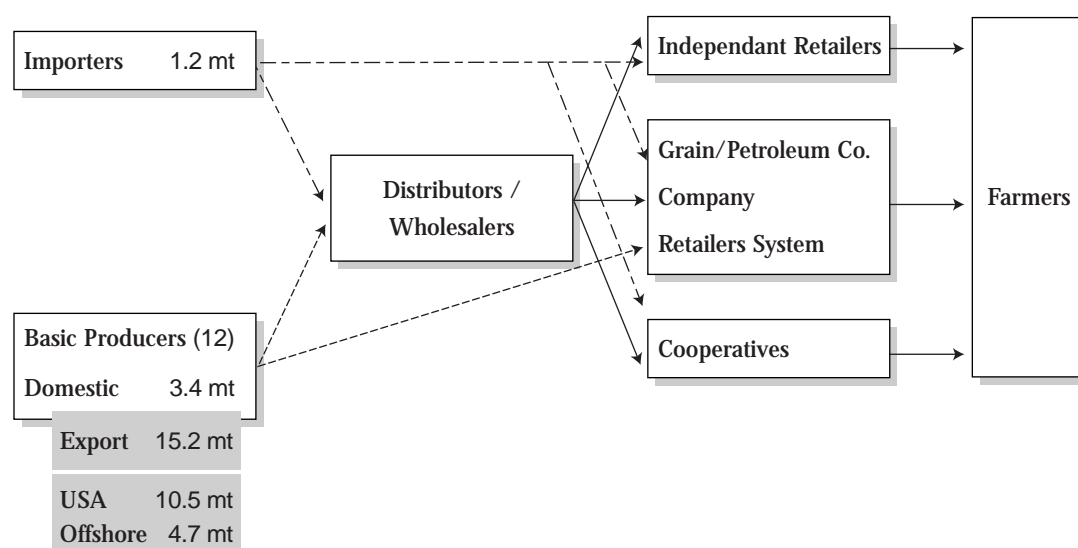 Importers 1.2 mt
Independant Retailers
Grain/Petroleum Co.
Company
Retailers System
Distributors /
Wholesalers
Farmers
Basic Producers (12)
Domestic 3.4 mt
Cooperatives
Export 15.2 mt
USA 10.5 mt
Offshore 4.7 mt